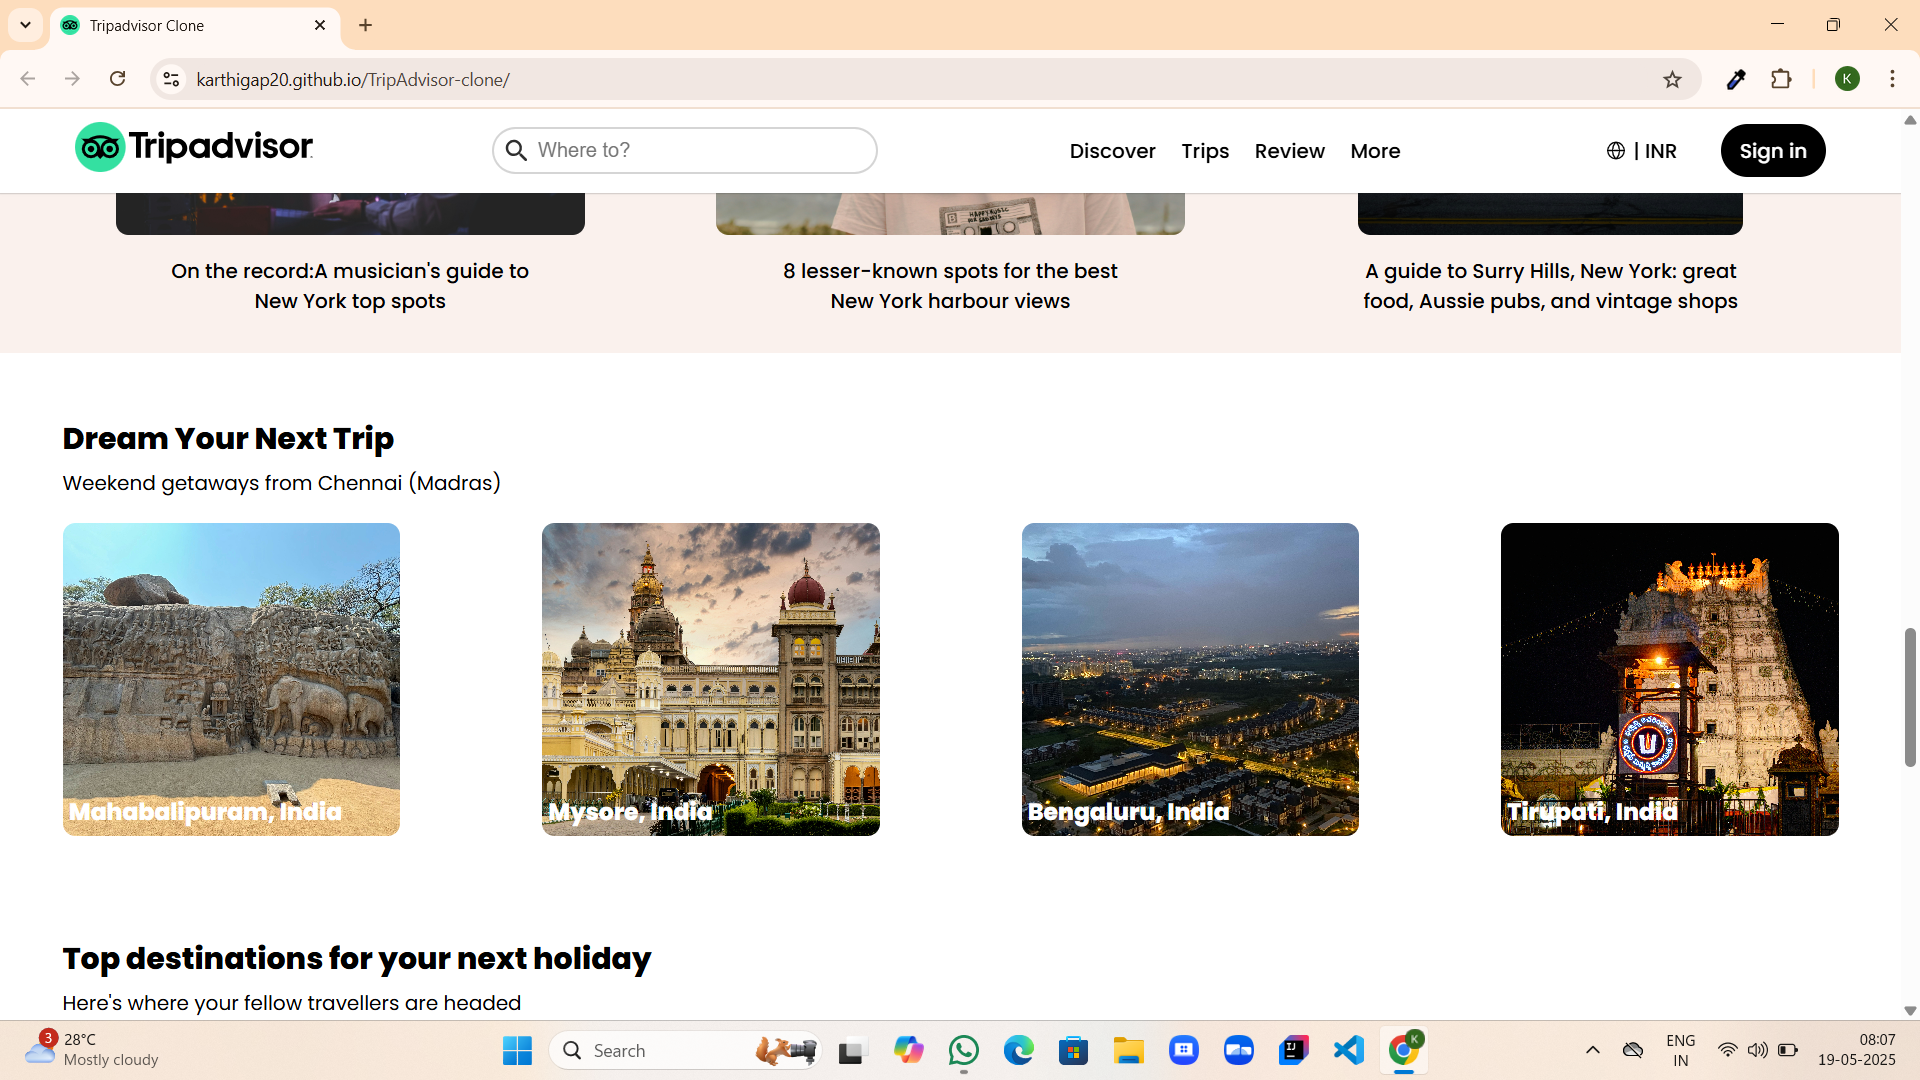 Tripadvisor Clone
karthigap20.github.io/TripAdvisor-clone/
K
Tripadvisor
Where to?
Discover
Trips
Review
More
| INR
Sign in
HAPPY MUSIC
On the record:A musician's guide to
New York top spots
8 lesser-known spots for the best
New York harbour views
A guide to Surry Hills, New York: great
food, Aussie pubs, and vintage shops
Dream Your Next Trip
Weekend getaways from Chennai (Madras)
Mahabalipuram, India
Mysore, India
Bengaluru, India
Tirupati, India
Top destinations for your next holiday
Here's where your fellow travellers are headed
3
28°C
Mostly cloudy
Search
IJ
K
ENG
IN
08:07
19-05-2025